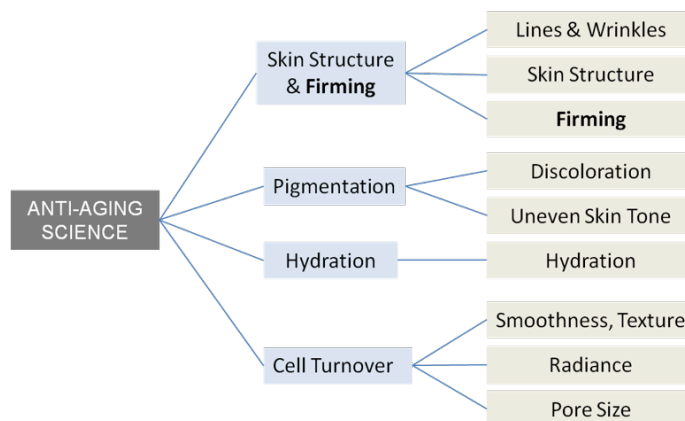 ANTI-AGING
SCIENCE
Skin Structure
& Firming
Lines & Wrinkles
Skin Structure
Firming
Pigmentation
Discoloration
Uneven Skin Tone
Hydration
Hydration
Cell Turnover
Smoothness, Texture
Radiance
Pore Size